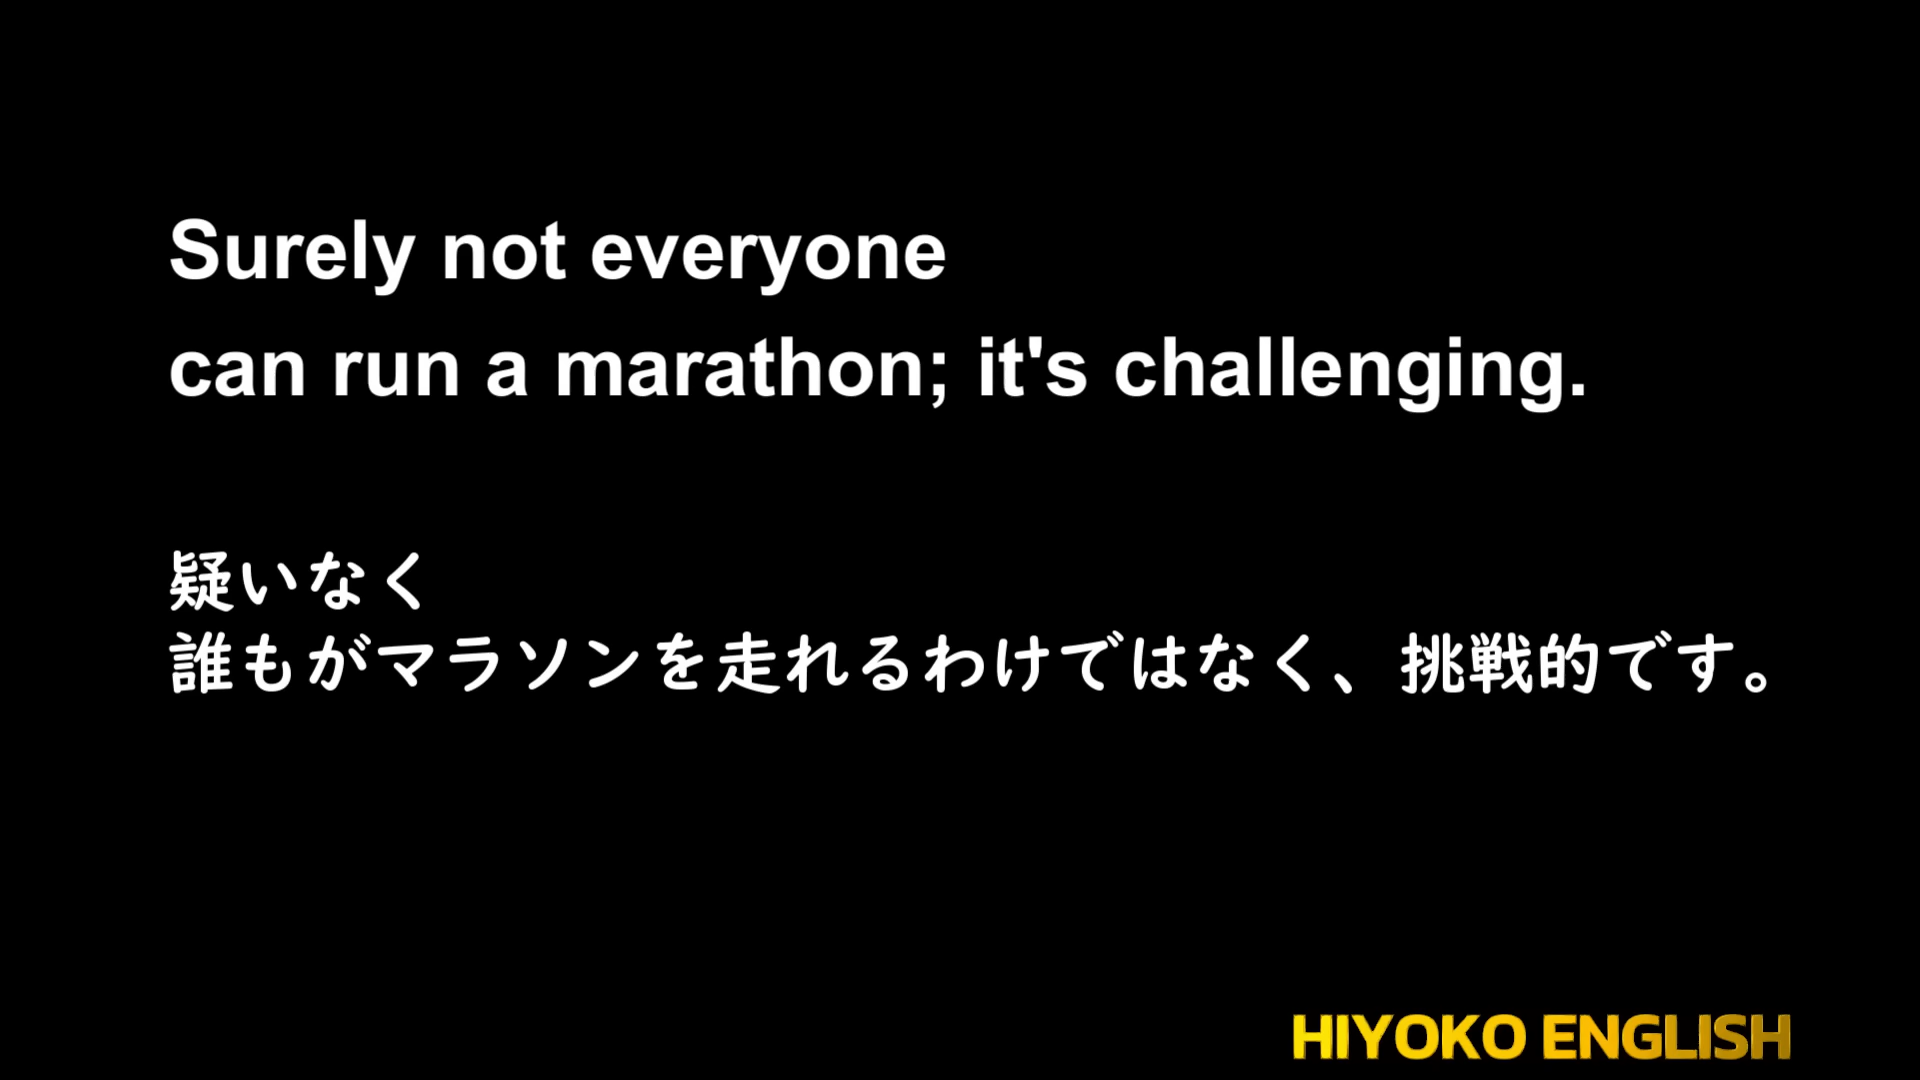 Surely not everyone
can run a marathon; it's challenging.
疑いなく
誰もがマラソンを走れるわけではなく、挑戦的です。
HIYOKO ENGLISH